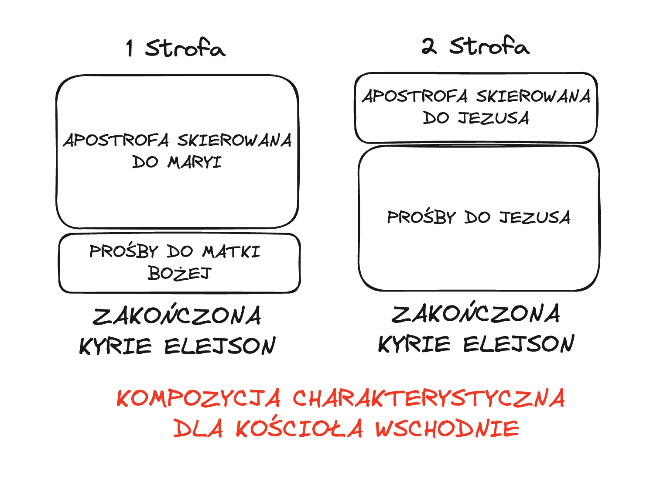 1 Strofa
APOSTROFA SKIEROWANA
DO MARYI
PROŚBY DO MATKI
BOŻEJ
ZAKOŃCZONA
KYRIE ELEJSON
2 Strofa
APOSTROFA SKIEROWANA
DO JEZUSA
PROŚBY DO JEZUSA
ZAKOŃCZONA
KYRIE ELEJSON
KOMPOZYCJA CHARAKTERYSTYCZNA
DLA KOŚCIOŁA WSCHODNIE